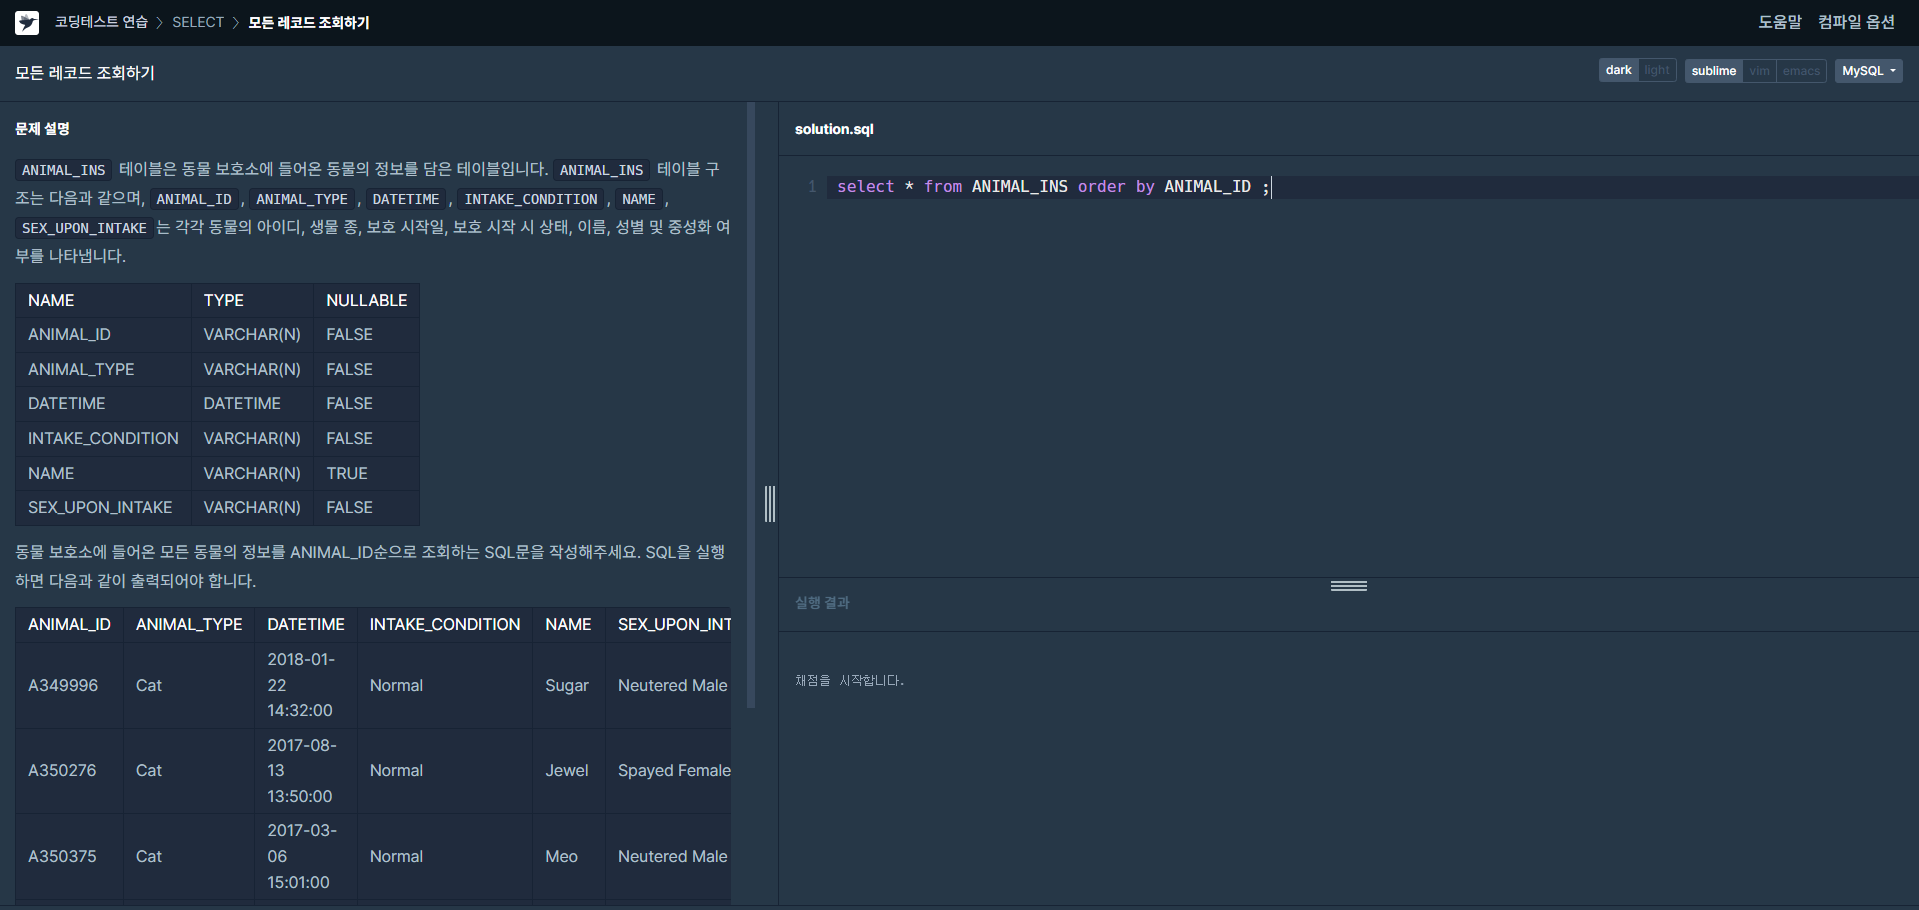 코딩테스트 연습 > SELECT > 모든 레코드 조회하기
도움말 컴파일 옵션
모든 레코드 조회하기
dark light sublime vim emacs MySQL
문제 설명
ANIMAL_INS 테이블은 동물 보호소에 들어온 동물의 정보를 담은 테이블입니다. ANIMAL_INS 테이블 구
조는 다음과 같으며, ANIMAL_ID, ANIMAL_TYPE, DATETIME, INTAKE_CONDITION, NAME,
SEX_UPON_INTAKE는 각각 동물의 아이디, 생물 종, 보호 시작일, 보호 시작 시 상태, 이름, 성별 및 중성화 여
부를 나타냅니다.
NAME TYPE NULLABLE
ANIMAL_ID VARCHAR(N) FALSE
ANIMAL_TYPE VARCHAR(N) FALSE
DATETIME DATETIME FALSE
INTAKE_CONDITION VARCHAR(N) FALSE
NAME VARCHAR(N) TRUE
SEX_UPON_INTAKE VARCHAR(N) FALSE
동물 보호소에 들어온 모든 동물의 정보를 ANIMAL_ID순으로 조회하는 SQL문을 작성해주세요. SQL을 실행
하면 다음과 같이 출력되어야 합니다.
ANIMAL_ID ANIMAL_TYPE DATETIME INTAKE_CONDITION NAME SEX_UPON_INT
A349996 Cat 2018-01-22 14:32:00 Normal Sugar Neutered Male
A350276 Cat 2017-08-13 13:50:00 Normal Jewel Spayed Female
A350375 Cat 2017-03-06 15:01:00 Normal Meo Neutered Male
solution.sql
1 select * from ANIMAL_INS order by ANIMAL_ID ;
실행 결과
채점을 시작합니다.